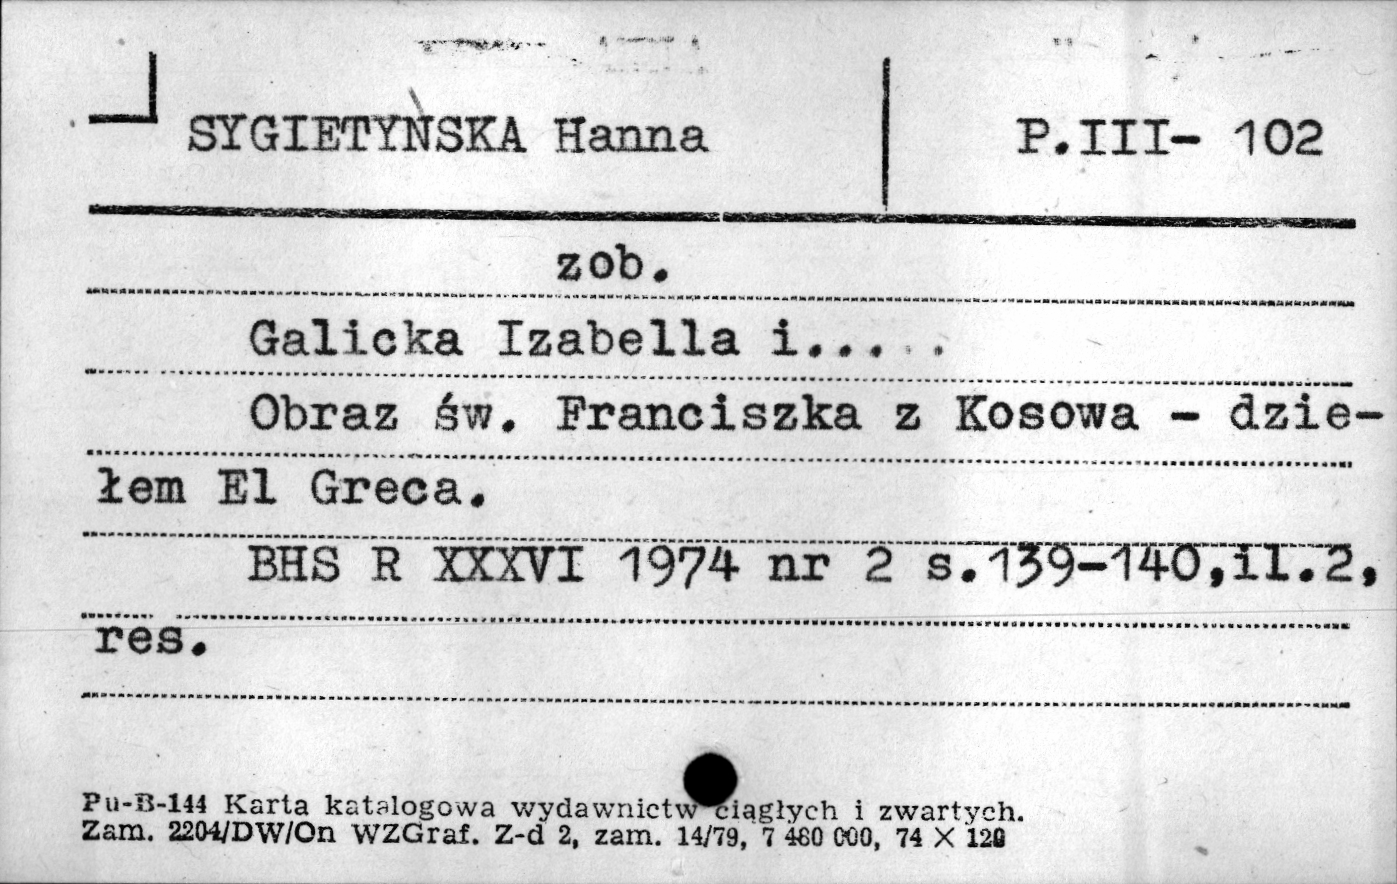 SYGIETYŃSKA Hanna P.III- 102
zob.
Galicka Izabella i.....
Obraz św. Franciszka z Kosowa - dzie-
łem El Greca.
BHS R XXXVI 1974 nr 2 s.139-140,il.2,
res.
Pu-B-144 Karta katalogowa wydawnictw ciągłych i zwartych.
Zam. 2204/DW/On WZGraf. Z-d 2, zam. 14/79, 7 460 000, 74 X 120